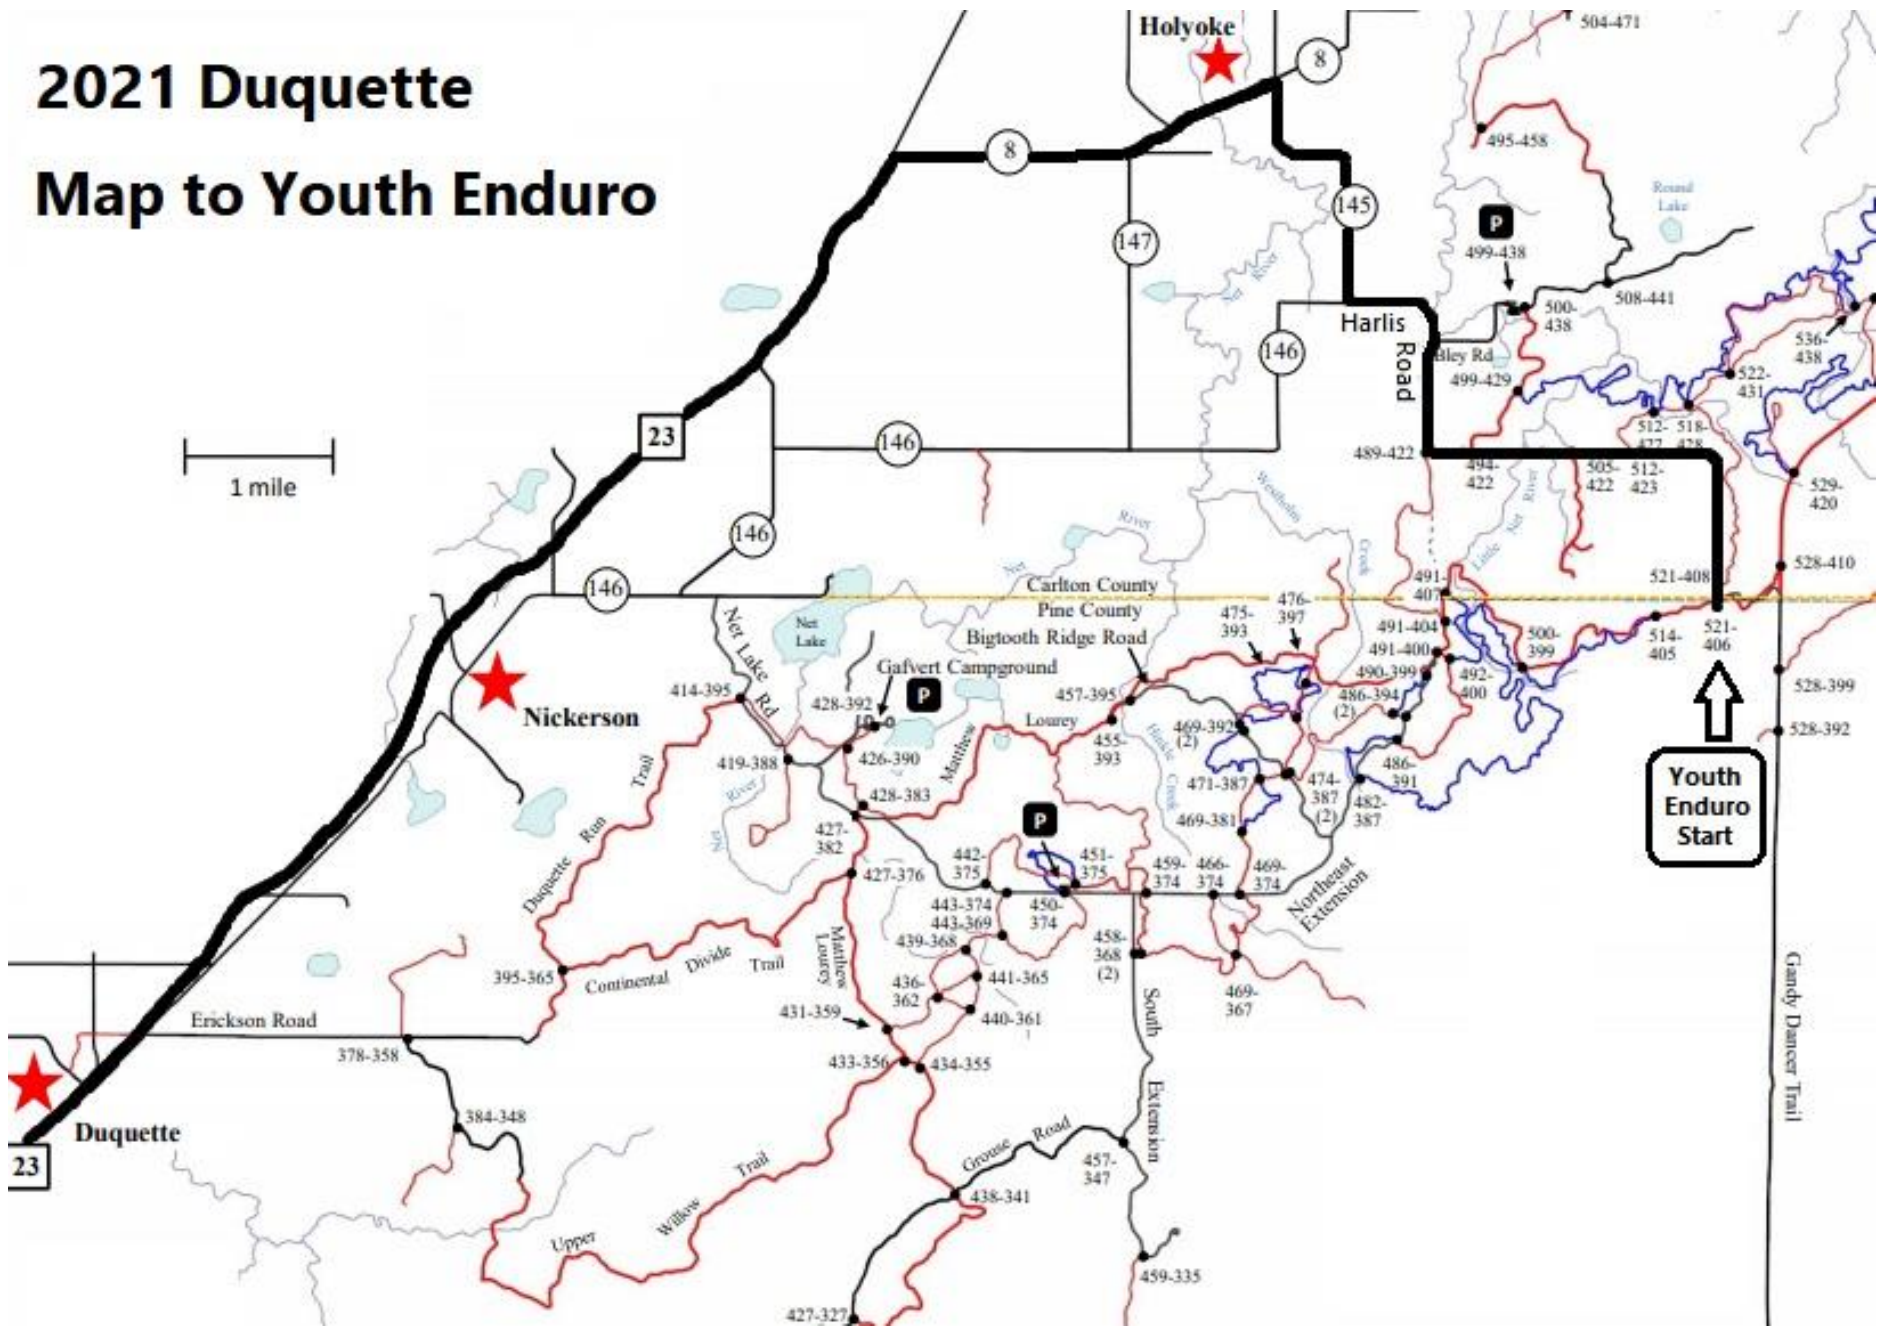 2021 Duquette
Map to Youth Enduro
Holyoke
8
504-471
495-458
8
145
147
P
499-438
Round
Lake
Net River
508-441
500-
438
536-
438
Harlis
Road
Bley Rd
499-429
522-
431
146
512-
427
518-
428
23
146
489-422
494-
422
505-
422
512-
423
529-
420
1 mile
Westholm
Creek
Little Net River
146
Net River
146
Carlton County
Pine County
491-
407
521-408
528-410
Net
Lake
Net Lake Rd
Bigtooth Ridge Road
475-
393
476-
397
491-404
491-400
490-399
500-
399
514-
405
521-
406
Gafvert Campground
P
414-395
428-392
457-395
486-394
(2)
492-
400
528-399
Nickerson
Lourey
469-392
(2)
Hinkle Creek
528-392
419-388
426-390
Matthew
455-
393
471-387
474-
387
(2)
486-
391
482-
387
Youth
Enduro
Start
Net River
428-383
427-
382
P
469-381
Duquette Run Trail
427-376
442-
375
451-
375
459-
374
466-
374
469-
374
Northeast
Extension
443-374
443-369
450-
374
439-368
458-
368
(2)
395-365
Continental Divide Trail
Matthew
Lourey
436-
362
441-365
469-
367
Gandy Dancer Trail
Erickson Road
431-359
440-361
378-358
433-356
434-355
South Extension
384-348
Duquette
23
Grouse Road
457-
347
Upper Willow Trail
438-341
459-335
427-327